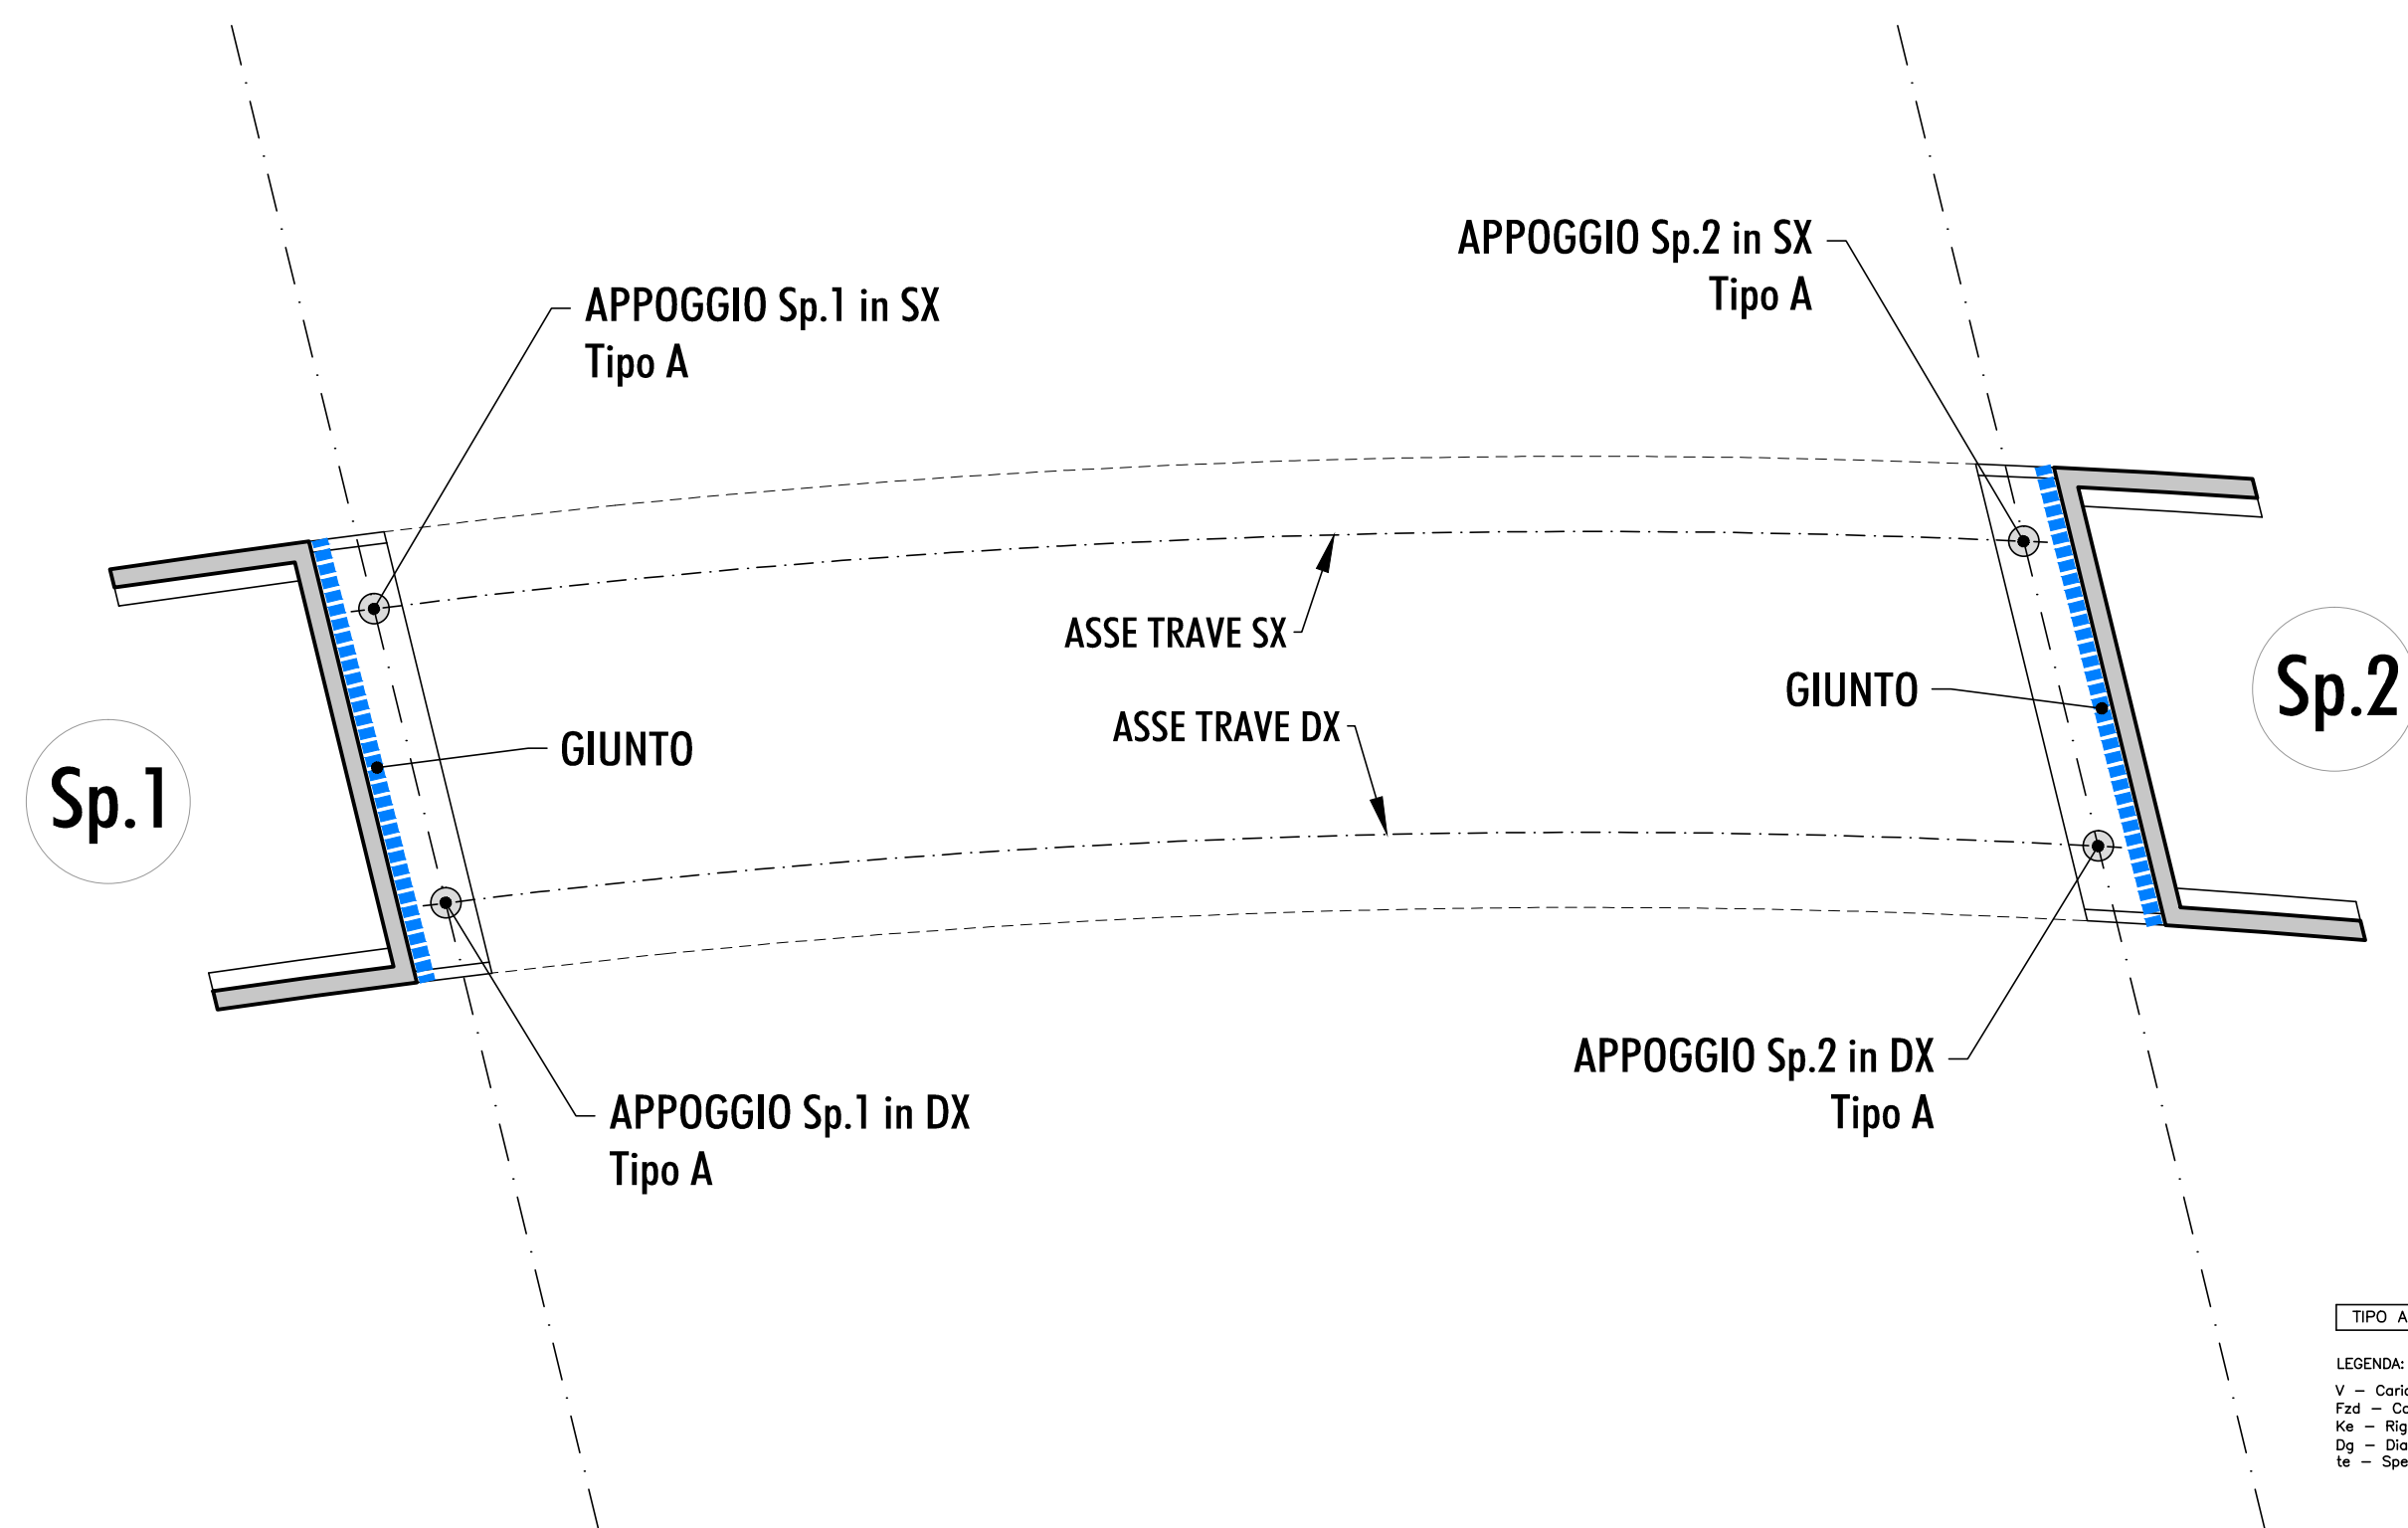 APPOGGIO Sp.2 in SX
Tipo A
APPOGGIO Sp.1 in SX
Tipo A
ASSE TRAVE SX
GIUNTO
Sp.2
ASSE TRAVE DX
GIUNTO
Sp.1
APPOGGIO Sp.2 in DX
Tipo A
APPOGGIO Sp.1 in DX
Tipo A
TIPO A
LEGENDA:
V –
Fzd –
Ke –
Dg –
te –